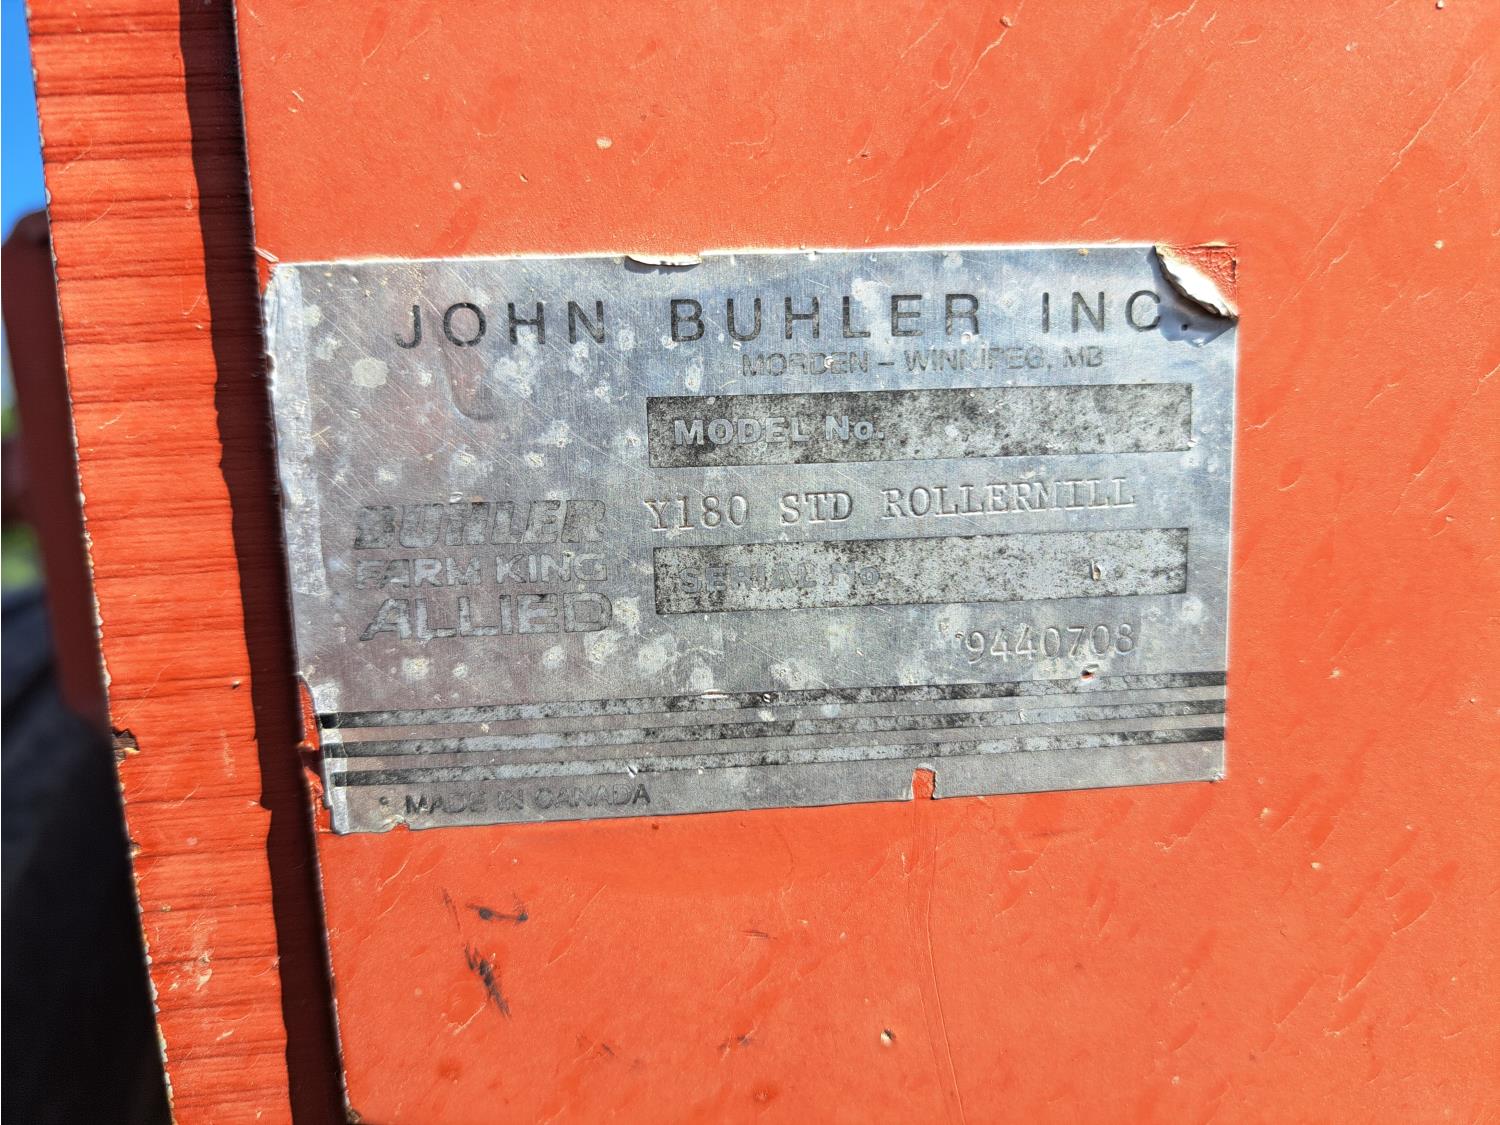 JOHN BUHLER INC.
MORDEN - WINNIPEG, MB
MODEL No.
Y180 STD ROLLERMILL
BUHLER
FARM KING
ALLIED
SERIAL No.
9440708
MADE IN CANADA